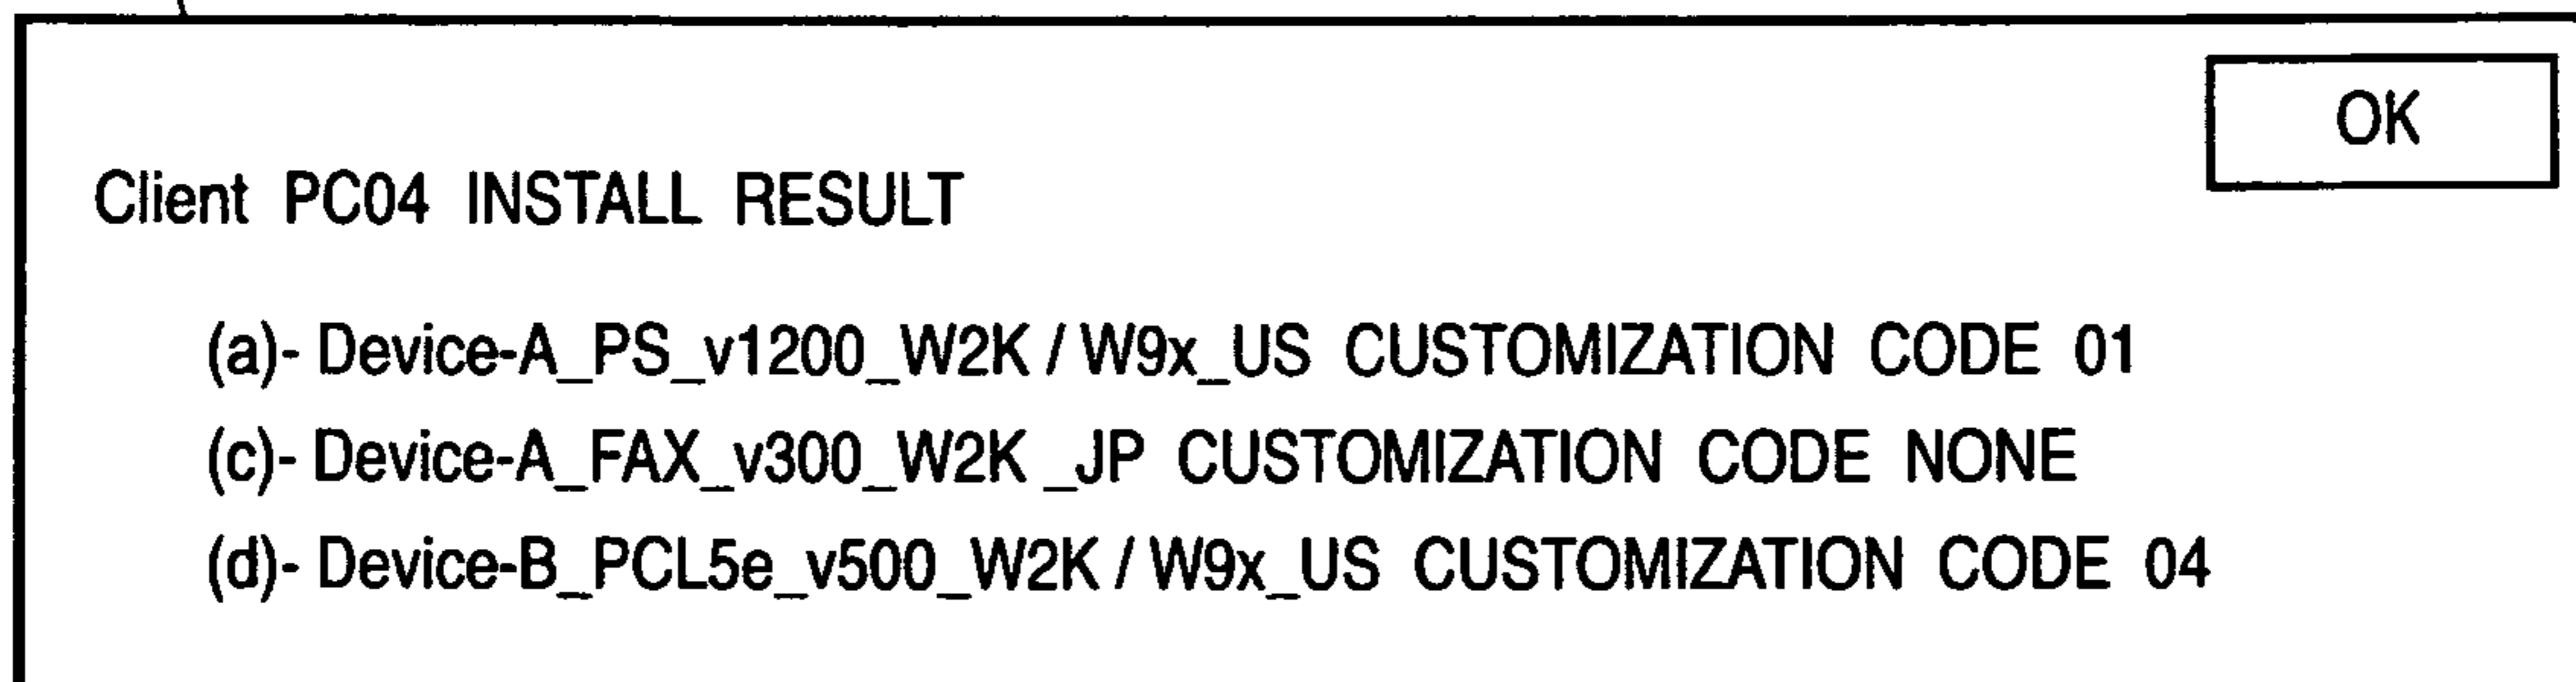 OK
Client PC04 INSTALL RESULT
(a)- Device-A_PS_v1200_W2K / W9x_US CUSTOMIZATION CODE 01
(c)- Device-A_FAX_v300_W2K _JP CUSTOMIZATION CODE NONE
(d)- Device-B_PCL5e_v500_W2K / W9x_US CUSTOMIZATION CODE 04